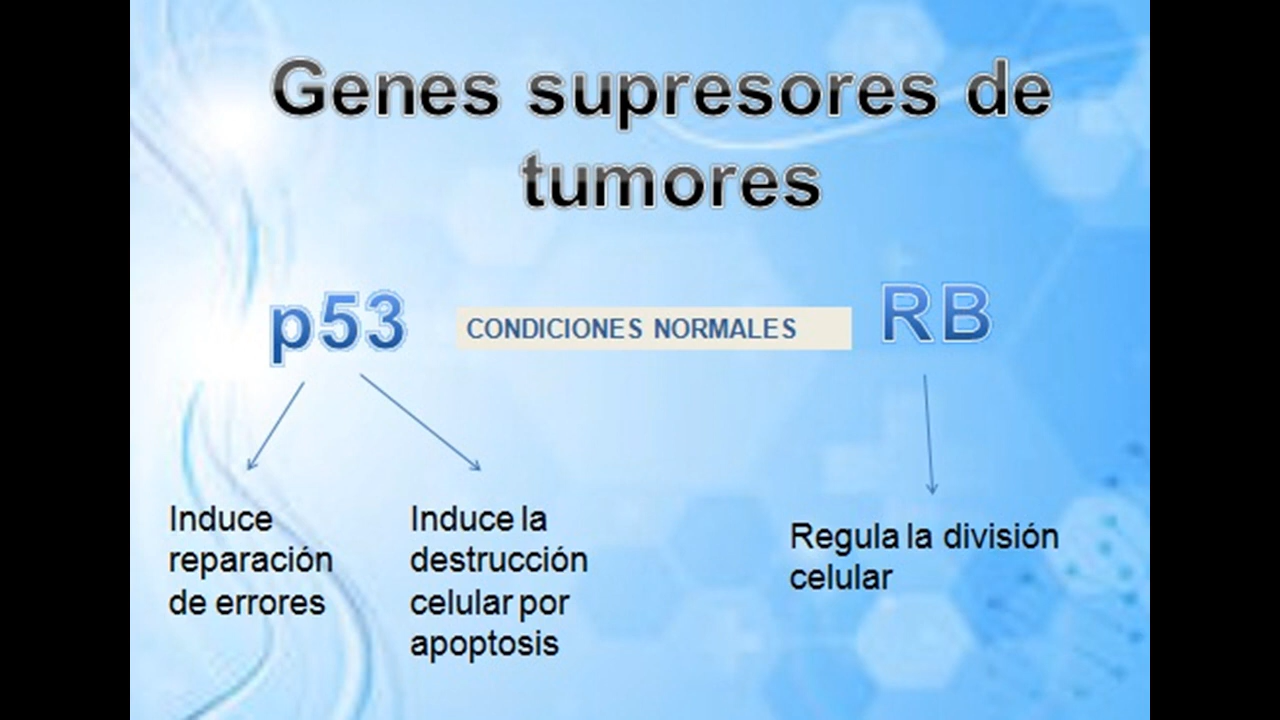 Genes supresores de
tumores
p53
CONDICIONES NORMALES
RB
Induce
reparación
de errores
Induce la
destrucción
celular por
apoptosis
Regula la división
celular